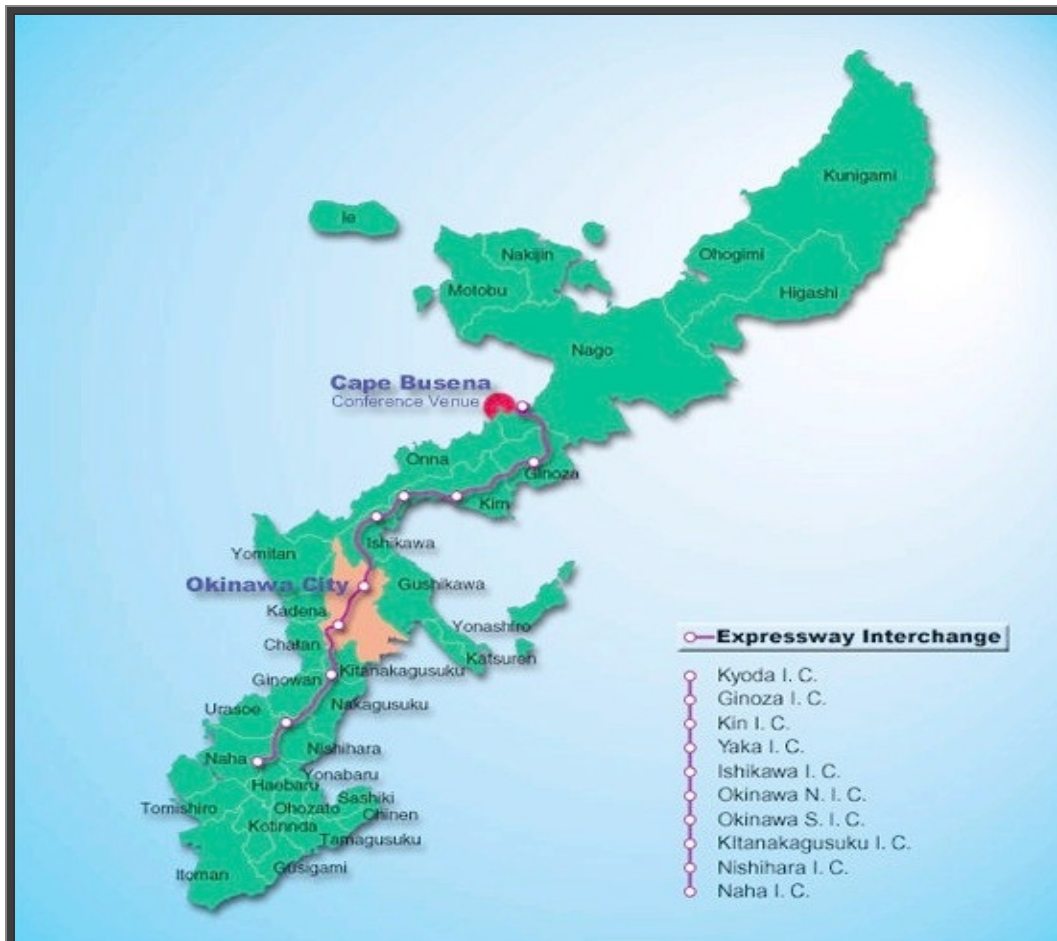 Kunigami
Ie
Nakijin
Ohogimi
Motobu
Higashi
Nago
Cape Busena
Conference Venue
Onna
Ginoza
Kim
Ishikawa
Yomitan
Okinawa City
Gushikawa
Kadena
Yonashiro
Chatan
Katsuren
Kitanakagusuku
Ginowan
Nakagusuku
Urasoe
Nishihara
Naha
Yonabaru
Haebaru
Sashiki
Tomishiro
Ohozato
Chinen
Kotinnda
Tamagusuku
Gusigami
Itoman
Expressway Interchange
Kyoda I. C.
Ginoza I. C.
Kin I. C.
Yaka I. C.
Ishikawa I. C.
Okinawa N. I. C.
Okinawa S. I. C.
KItanakagusuku I. C.
Nishihara I. C.
Naha I. C.